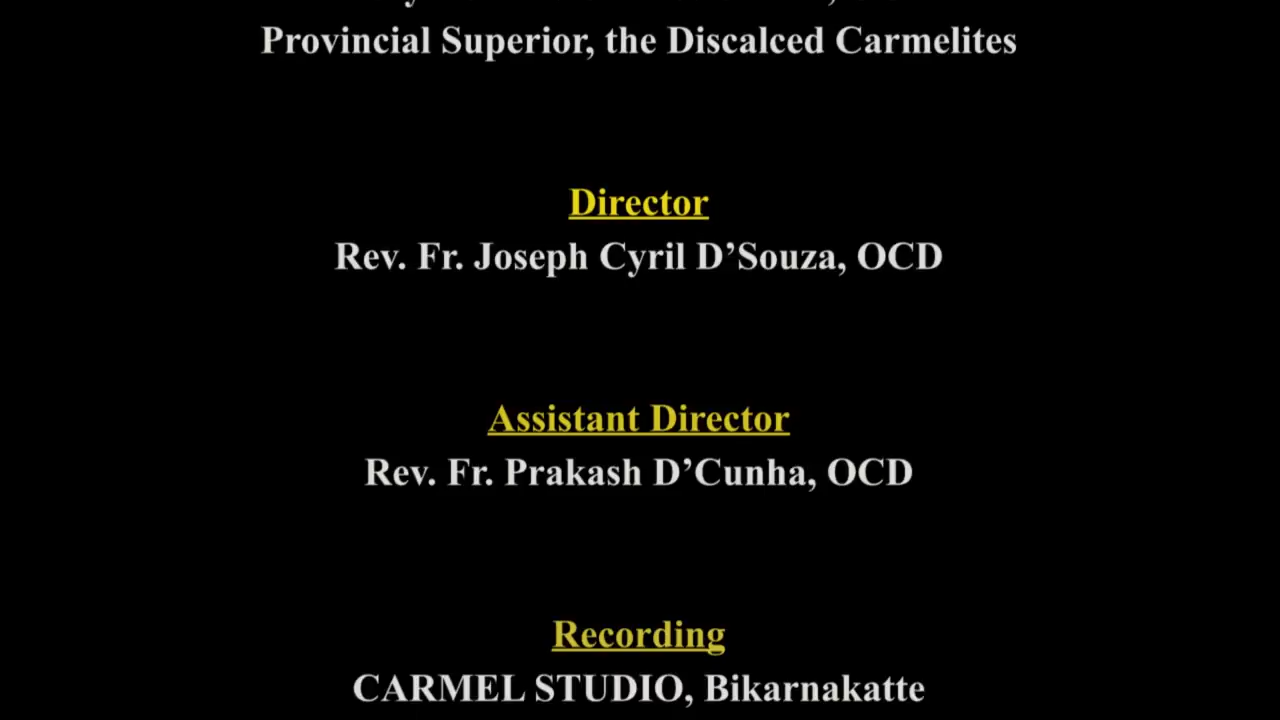 Provincial Superior, the Discalced Carmelites
Director
Rev. Fr. Joseph Cyril D’Souza, OCD
Assistant Director
Rev. Fr. Prakash D’Cunha, OCD
Recording
CARMEL STUDIO, Bikarnakatte